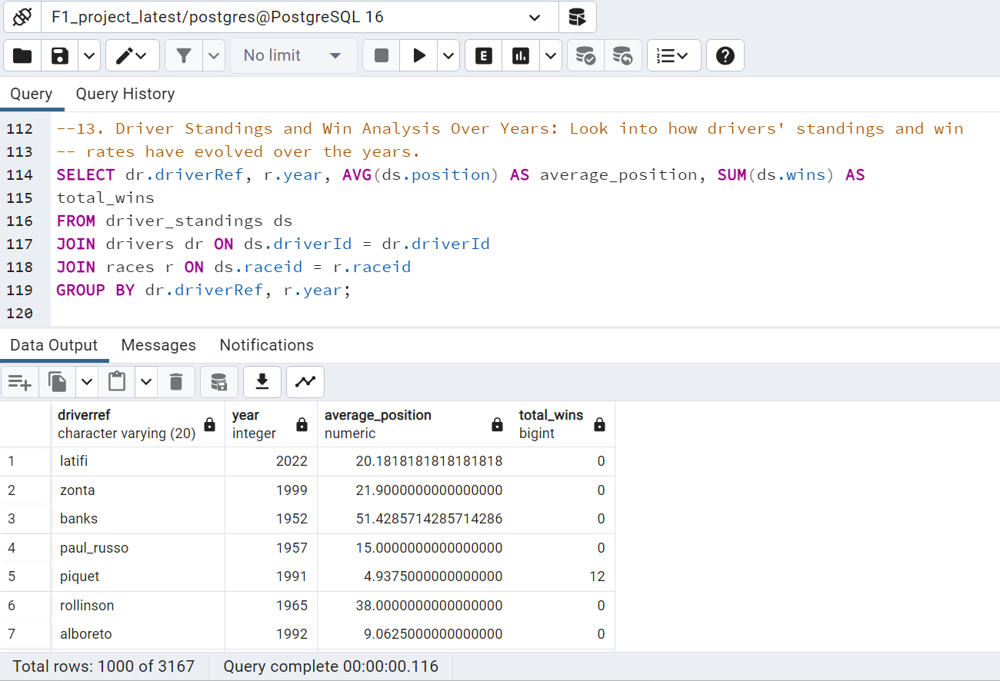 F1_project_latest/postgres@PostgreSQL 16
No limit
E
Query Query History
112 --13. Driver Standings and Win Analysis Over Years: Look into how drivers' standings and win
113 -- rates have evolved over the years.
114 SELECT dr.driverRef, r.year, AVG(ds.position) AS average_position, SUM(ds.wins) AS
115 total_wins
116 FROM driver_standings ds
117 JOIN drivers dr ON ds.driverId = dr.driverId
118 JOIN races r ON ds.raceid = r.raceid
119 GROUP BY dr.driverRef, r.year;
120
Data Output Messages Notifications
driverref year average_position total_wins
character varying (20) integer numeric bigint
1 latifi 2022 20.1818181818181818 0
2 zonta 1999 21.9000000000000000 0
3 banks 1952 51.4285714285714286 0
4 paul_russo 1957 15.0000000000000000 0
5 piquet 1991 4.9375000000000000 12
6 rollinson 1965 38.0000000000000000 0
7 alboreto 1992 9.0625000000000000 0
Total rows: 1000 of 3167 Query complete 00:00:00.116